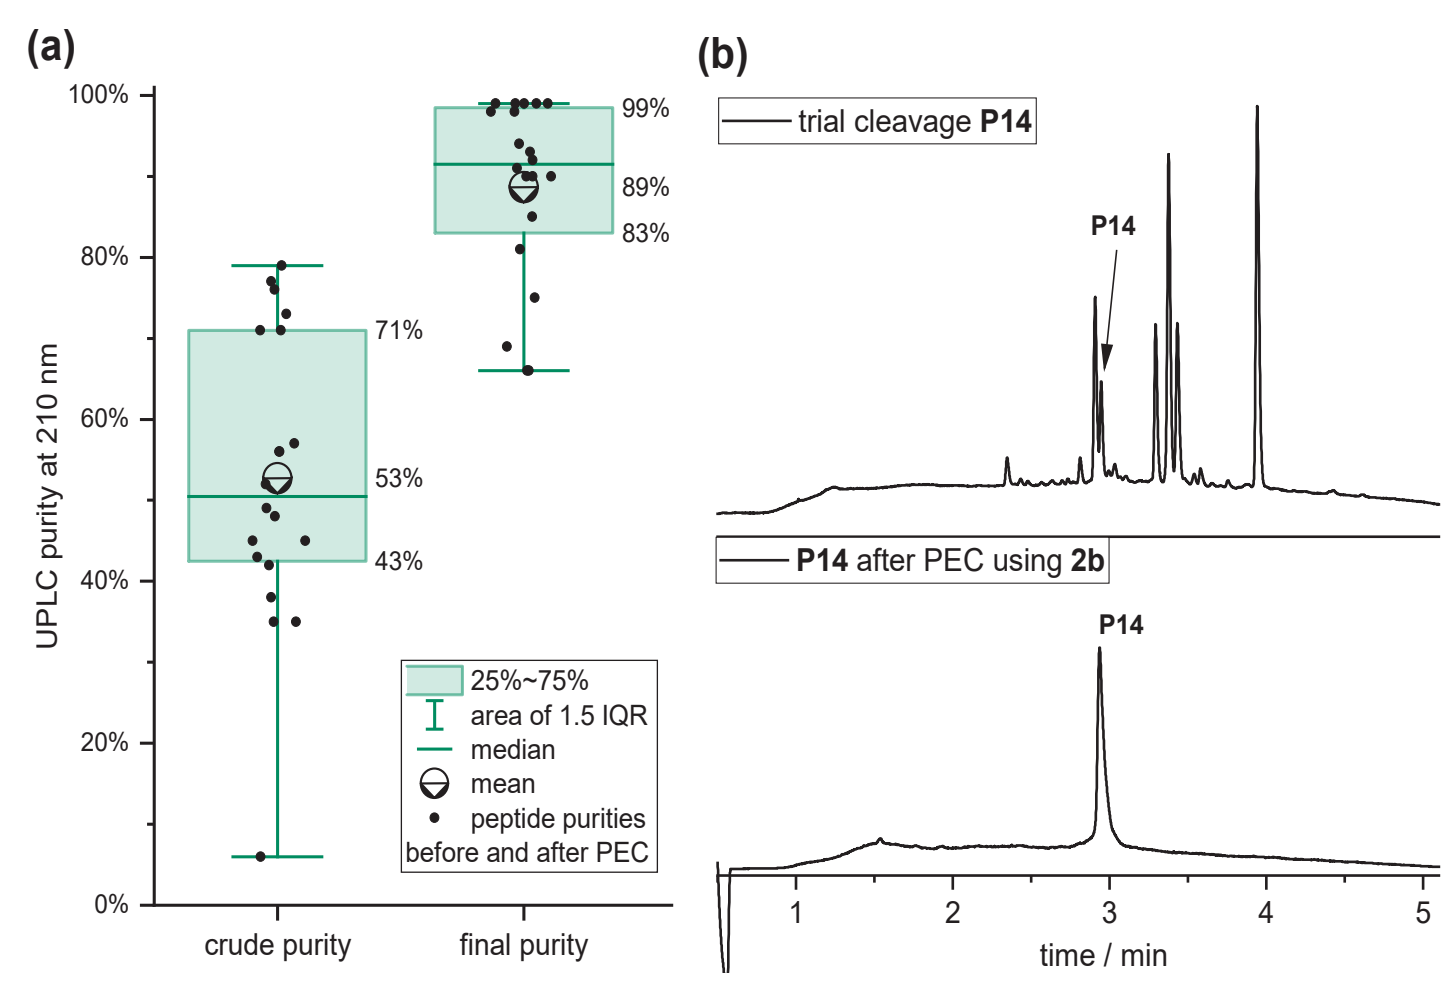 (a)
UPLC purity at 210 nm
100%
80%
60%
40%
20%
0%
71%
53%
43%
99%
89%
83%
25%~75%
area of 1.5 IQR
median
mean
peptide purities
before and after PEC
crude purity
final purity
(b)
trial cleavage P14
P14
P14 after PEC using 2b
P14
1 2 3 4 5
time / min